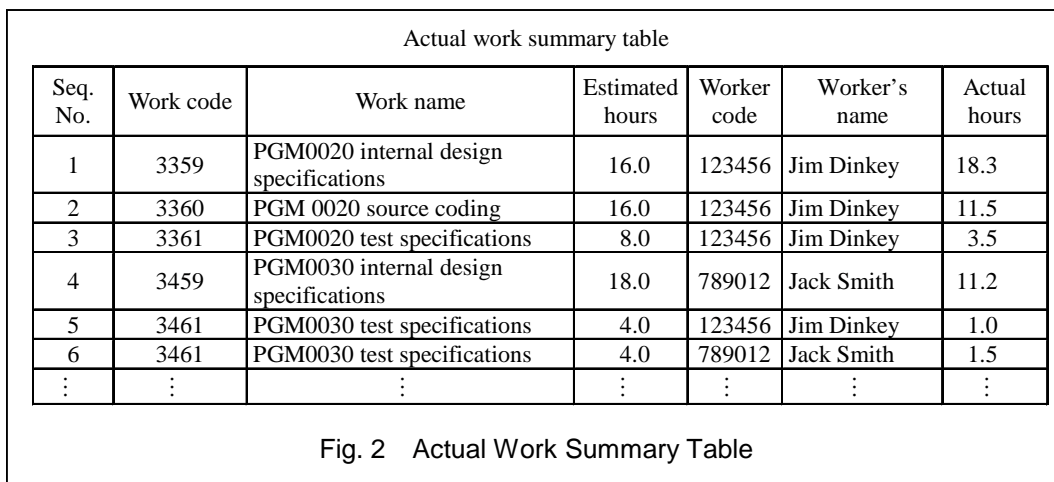 Actual work summary table
Seq. No. Work code Work name Estimated hours Worker code Worker's name Actual hours
1 3359 PGM0020 internal design specifications 16.0 123456 Jim Dinkey 18.3
2 3360 PGM 0020 source coding 16.0 123456 Jim Dinkey 11.5
3 3361 PGM0020 test specifications 8.0 123456 Jim Dinkey 3.5
4 3459 PGM0030 internal design specifications 18.0 789012 Jack Smith 11.2
5 3461 PGM0030 test specifications 4.0 123456 Jim Dinkey 1.0
6 3461 PGM0030 test specifications 4.0 789012 Jack Smith 1.5
⋮ ⋮ ⋮ ⋮ ⋮ ⋮ ⋮
Fig. 2 Actual Work Summary Table